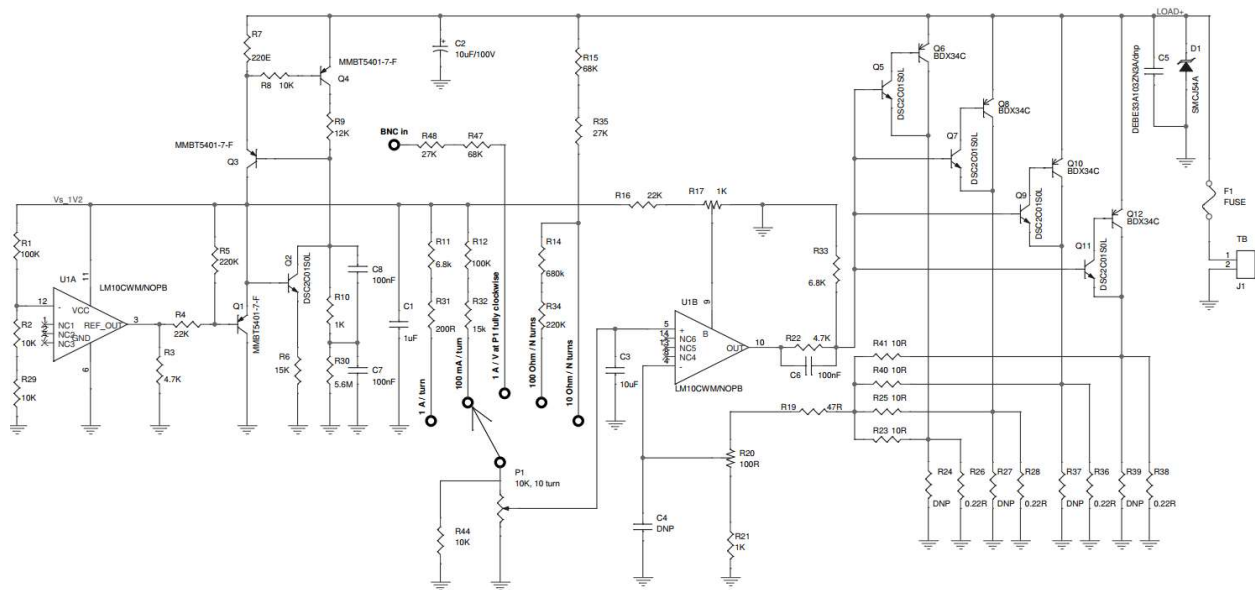 LOAD+
R7
220E
MMBT5401-7-F
R8 10K
Q4
C2
10uF/100V
R15
68K
Q6
BDX34C
Q5
DSC2C01S0L
DEBE33A103ZN3A/dnp
C5
D1
SMCJ54A
R9
12K
MMBT5401-7-F
Q3
BNC in
R48
27K
R47
68K
R35
27K
Q8
BDX34C
Q7
DSC2C01S0L
Q10
BDX34C
Q9
DSC2C01S0L
Vs_1V2
R16 22K
R17 1K
F1
FUSE
Q12
BDX34C
Q11
DSC2C01S0L
R1
100K
R5
220K
Q2
DSC2C01S0L
C8
100nF
R11
6.8k
R12
100K
R14
680k
R33
6.8K
TB
1
2
J1
U1A
11
LM10CWM/NOPB
12
-
VCC
1
NC1
NC2
NC3
GND
REF_OUT
3
6
R4
22K
Q1
MMBT5401-7-F
R10
1K
C1
1uF
R31
200R
R32
15k
R34
220K
U1B
9
B
5
+
14
NC6
NC5
NC4
-
OUT
10
LM10CWM/NOPB
R2
10K
R29
10K
R3
4.7K
R6
15K
R30
5.6M
C7
100nF
1 A / turn
100 mA / turn
1 A / V at P1 fully clockwise
100 Ohm / N turns
10 Ohm / N turns
C3
10uF
R22 4.7K
C6 100nF
R41 10R
R40 10R
R25 10R
R23 10R
R19 47R
P1
10K, 10 turn
R20
100R
R44
10K
C4
DNP
R21
1K
R24
DNP
R26
0.22R
R27
DNP
R28
0.22R
R37
DNP
R36
0.22R
R39
DNP
R38
0.22R